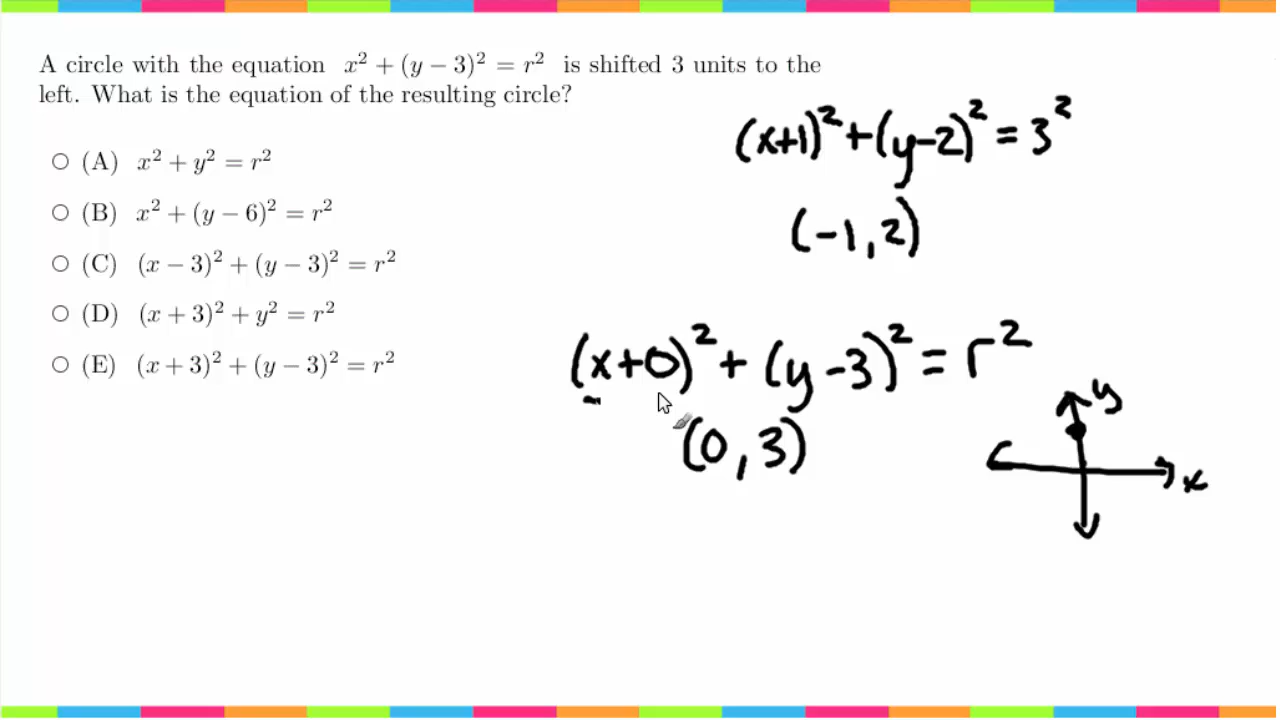 A circle with the equation x² + (y − 3)² = r² is shifted 3 units to the
left. What is the equation of the resulting circle?
(A) x² + y² = r²
(B) x² + (y − 6)² = r²
(C) (x − 3)² + (y − 3)² = r²
(D) (x + 3)² + y² = r²
(E) (x + 3)² + (y − 3)² = r²
(x+1)²+(y-2)² = 3²
(-1,2)
(x+0)² + (y-3)² = r²
(0,3)
y
x